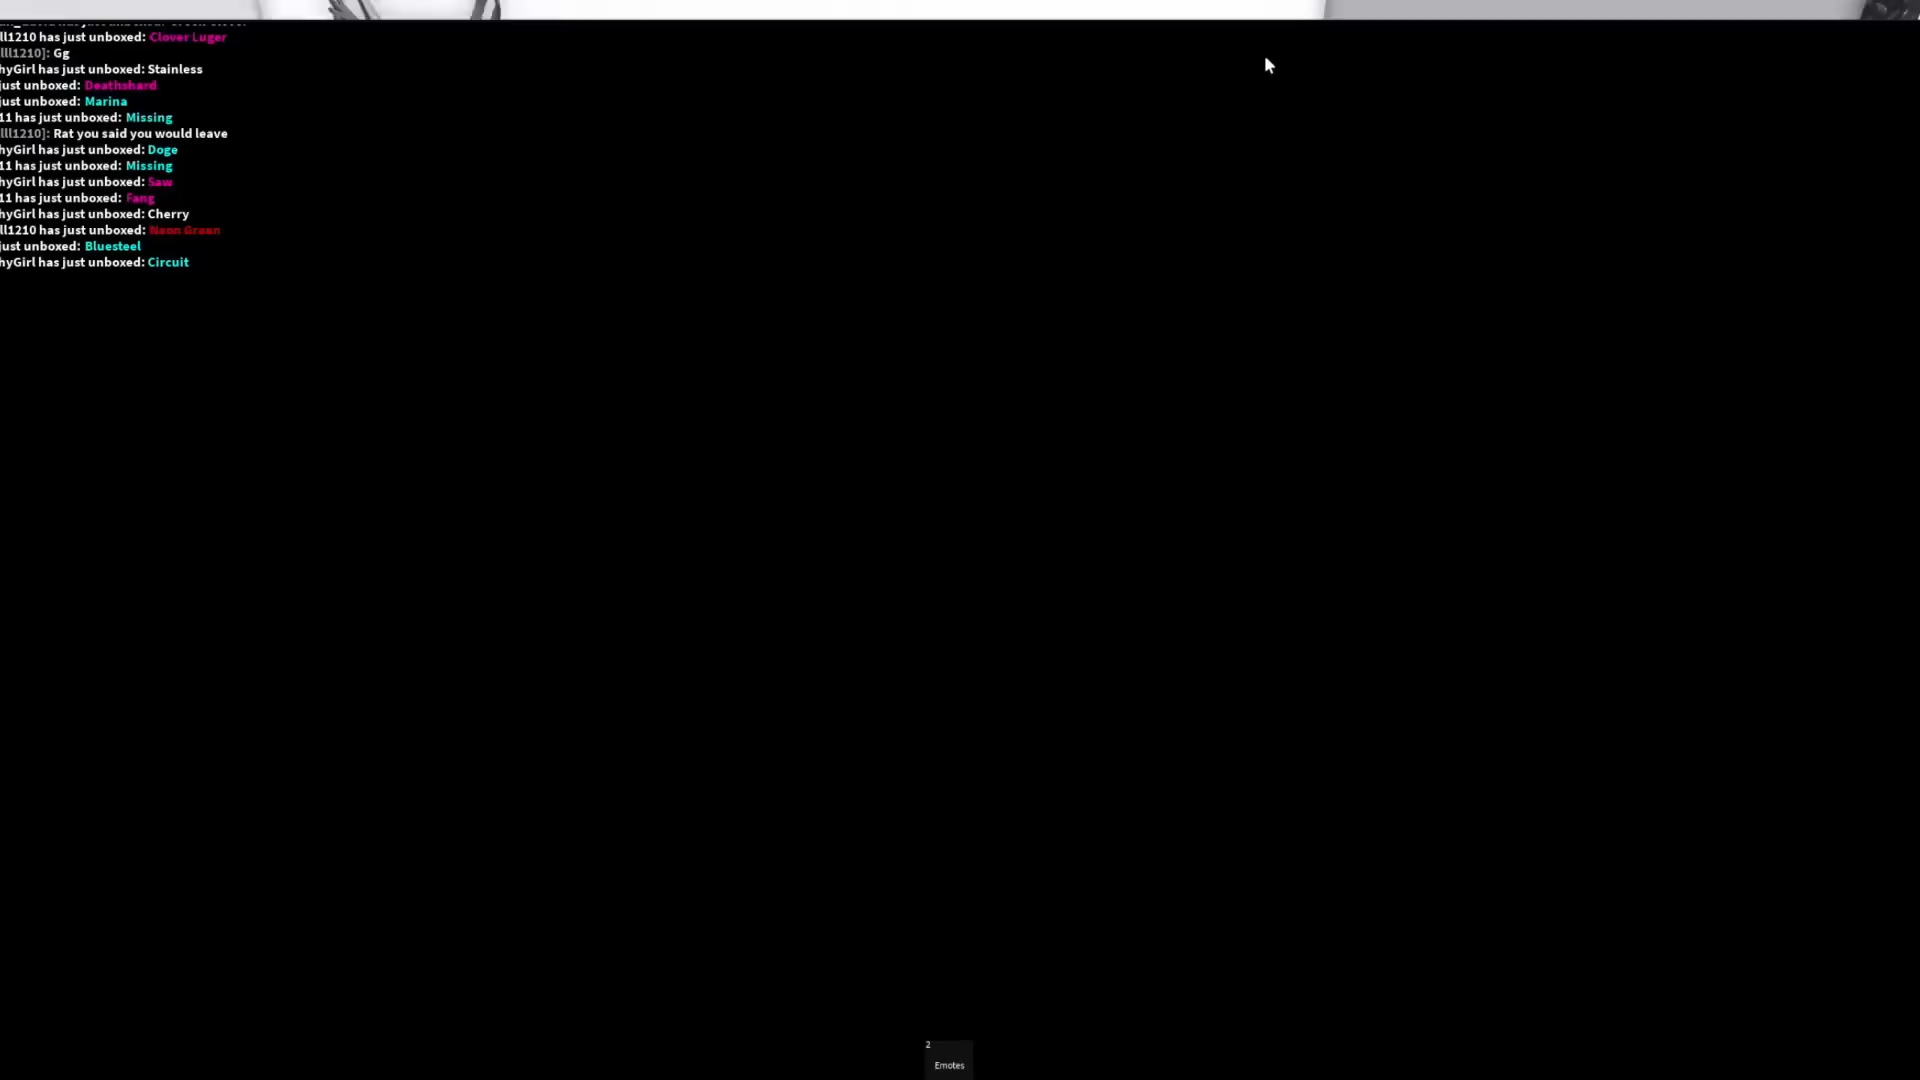 ll1210 has just unboxed: Clover Luger
lll1210]: Gg
hyGirl has just unboxed: Stainless
just unboxed: Deathshard
just unboxed: Marina
11 has just unboxed: Missing
lll1210]: Rat you said you would leave
hyGirl has just unboxed: Doge
11 has just unboxed: Missing
hyGirl has just unboxed: Saw
11 has just unboxed: Fang
hyGirl has just unboxed: Cherry
ll1210 has just unboxed: Neon Green
just unboxed: Bluesteel
hyGirl has just unboxed: Circuit
2
Emotes